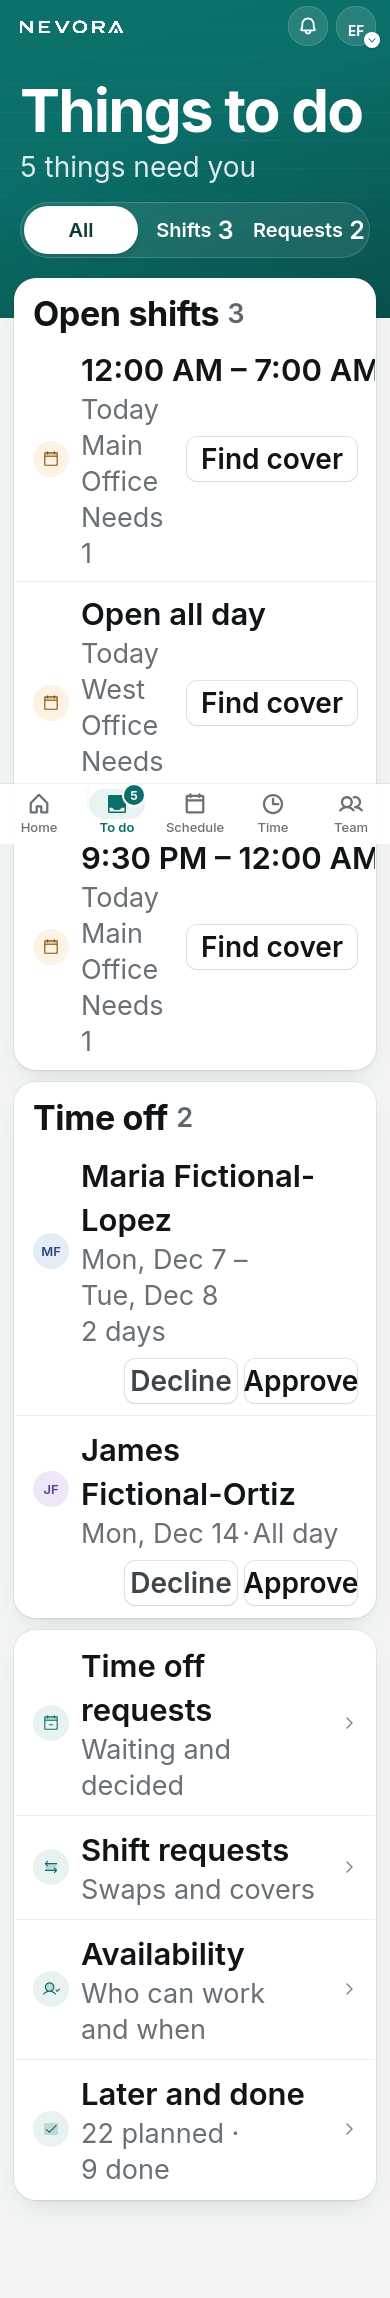 NEVORA
EF
Things to do
5 things need you
All
Shifts 3
Requests 2
Open shifts 3
12:00 AM – 7:00 AM
Today
Main
Office
Needs
1
Find cover
Open all day
Today
West
Office
Needs
Find cover
Home
To do
5
Schedule
Time
Team
9:30 PM – 12:00 AM
Today
Main
Office
Needs
1
Find cover
Time off 2
MF
Maria Fictional-
Lopez
Mon, Dec 7 –
Tue, Dec 8
2 days
Decline
Approve
JF
James
Fictional-Ortiz
Mon, Dec 14·All day
Decline
Approve
Time off
requests
Waiting and
decided
Shift requests
Swaps and covers
Availability
Who can work
and when
Later and done
22 planned ·
9 done